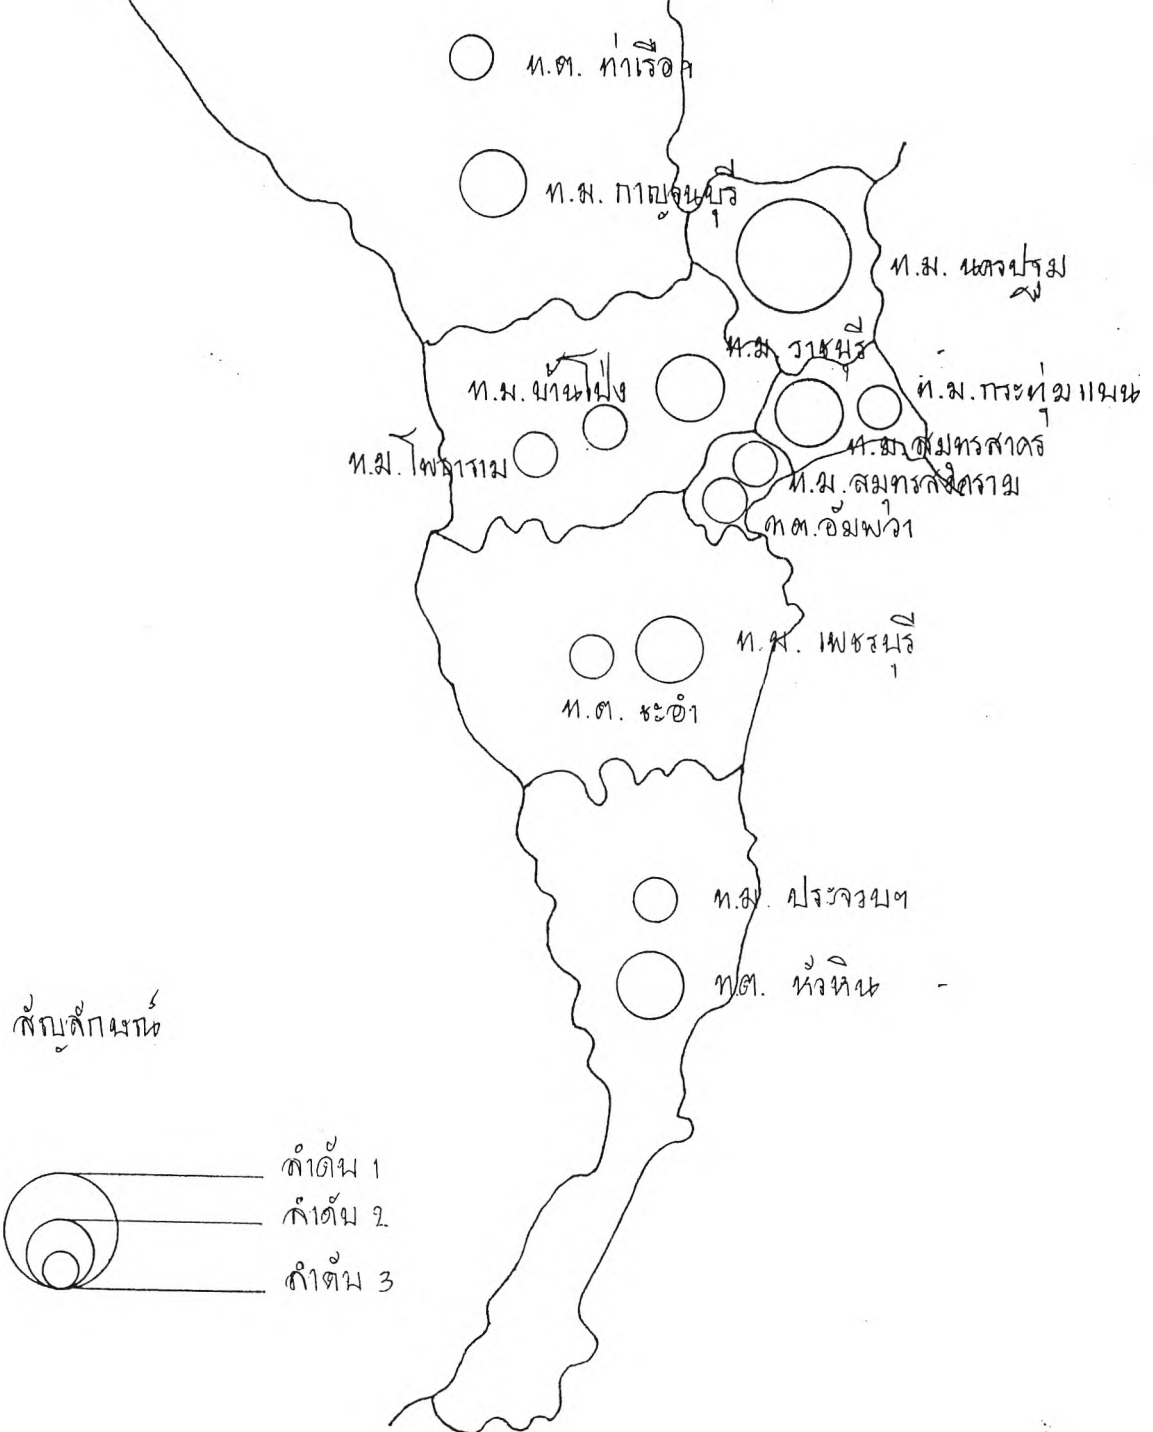 ท.ต. ท่าเรือฯ
ท.ม. กาญจนบุรี
ท.ม. นครปฐม
ท.ม. ราชบุรี
ท.ม.บ้านโป่ง
ท.ม.กระทุ่มแบน
ท.ม.โพธาราม
ท.ม.สมุทรสาคร
ท.ม.สมุทรสงคราม
ท.ต.อัมพวา
ท.ม. เพชรบุรี
ท.ต. ชะอำ
ท.ม. ประจวบฯ
ท.ต. หัวหิน
สัญลักษณ์
ลำดับ 1
ลำดับ 2
ลำดับ 3